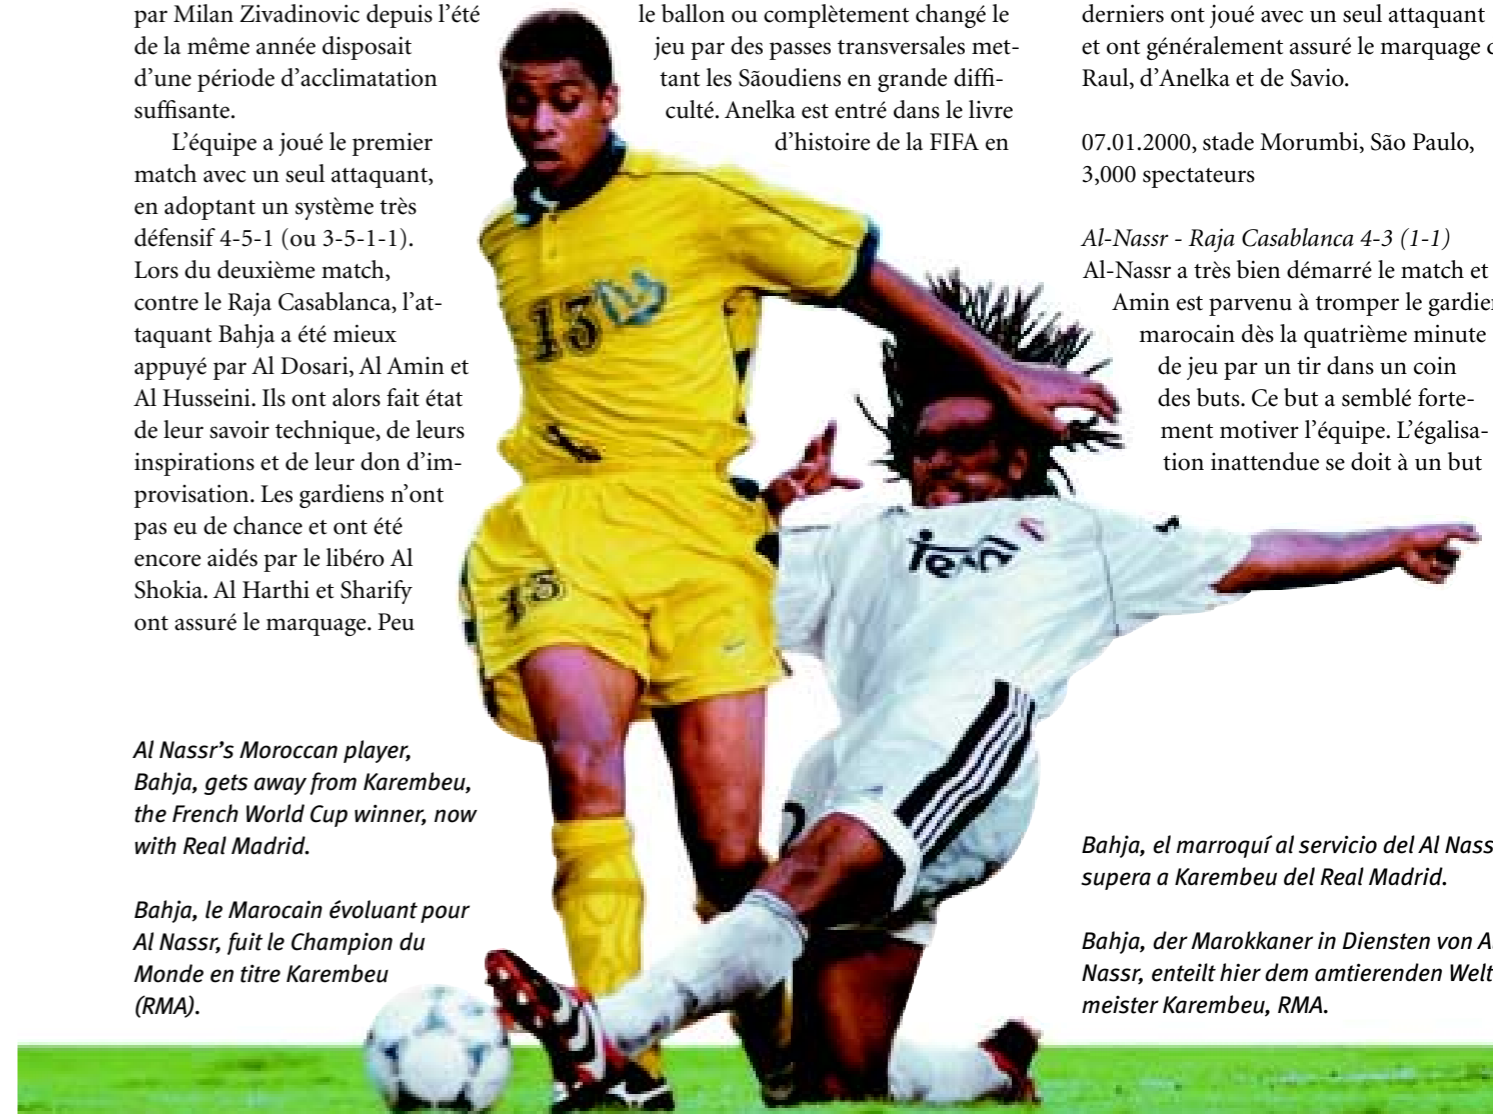 par Milan Zivadinovic depuis l’été
de la même année disposait
d’une période d’acclimatation
suffisante.
L’équipe a joué le premier
match avec un seul attaquant,
en adoptant un système très
défensif 4-5-1 (ou 3-5-1-1).
Lors du deuxième match,
contre le Raja Casablanca, l’at-
taquant Bahja a été mieux
appuyé par Al Dosari, Al Amin et
Al Husseini. Ils ont alors fait état
de leur savoir technique, de leurs
inspirations et de leur don d’im-
provisation. Les gardiens n’ont
pas eu de chance et ont été
encore aidés par le libéro Al
Shokia. Al Harthi et Sharify
ont assuré le marquage. Peu
Al Nassr’s Moroccan player,
Bahja, gets away from Karembeu,
the French World Cup winner, now
with Real Madrid.
Bahja, le Marocain évoluant pour
Al Nassr, fuit le Champion du
Monde en titre Karembeu
(RMA).
le ballon ou complètement changé le
jeu par des passes transversales met-
tant les Sãoudiens en grande diffi-
culté. Anelka est entré dans le livre
d’histoire de la FIFA en
13
13
derniers ont joué avec un seul attaquant
et ont généralement assuré le marquage
Raul, d’Anelka et de Savio.
07.01.2000, stade Morumbi, São Paulo,
3,000 spectateurs
Al-Nassr - Raja Casablanca 4-3 (1-1)
Al-Nassr a très bien démarré le match et
Amin est parvenu à tromper le gardien
marocain dès la quatrième minute
de jeu par un tir dans un coin
des buts. Ce but a semblé forte-
ment motiver l’équipe. L’égalisa-
tion inattendue se doit à un but
Bahja, el marroquí al servicio del Al Nass
supera a Karembeu del Real Madrid.
Bahja, der Marokkaner in Diensten von A
Nassr, enteilt hier dem amtierenden Welt
meister Karembeu, RMA.